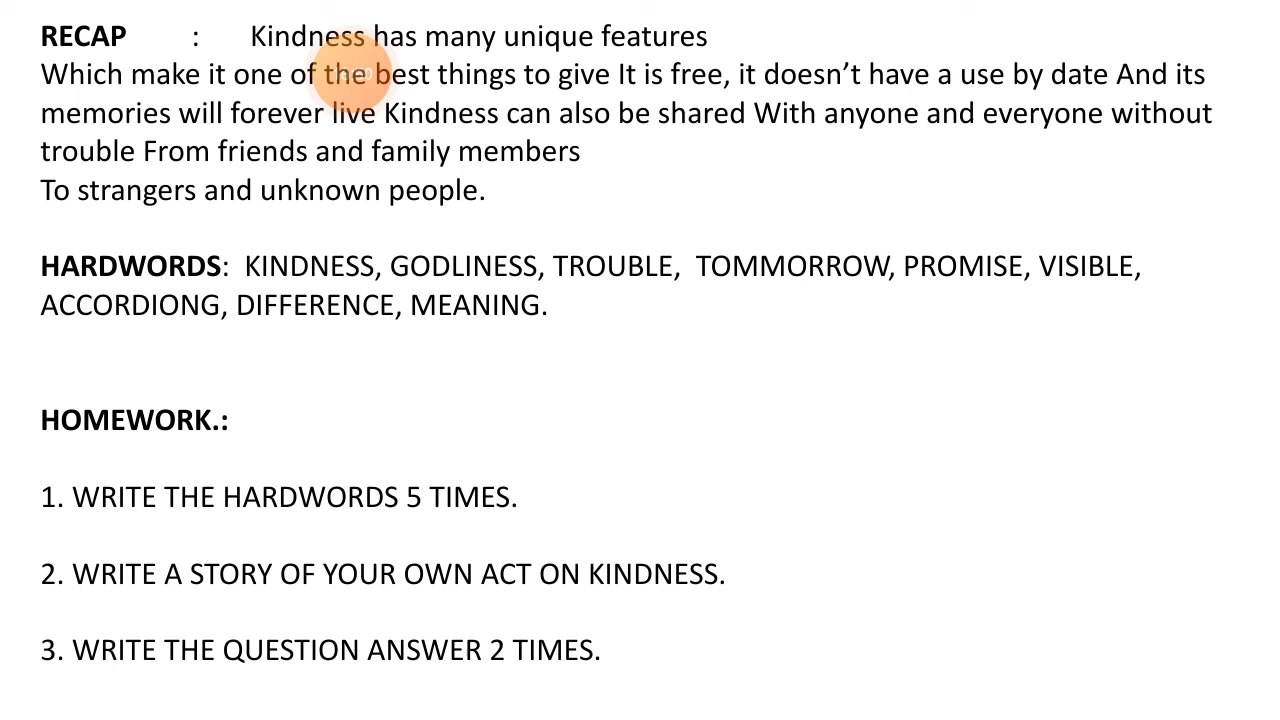 RECAP : Kindness has many unique features
Which make it one of the best things to give It is free, it doesn’t have a use by date And its
memories will forever live Kindness can also be shared With anyone and everyone without
trouble From friends and family members
To strangers and unknown people.
HARDWORDS: KINDNESS, GODLINESS, TROUBLE, TOMMORROW, PROMISE, VISIBLE,
ACCORDIONG, DIFFERENCE, MEANING.
HOMEWORK.:
1. WRITE THE HARDWORDS 5 TIMES.
2. WRITE A STORY OF YOUR OWN ACT ON KINDNESS.
3. WRITE THE QUESTION ANSWER 2 TIMES.